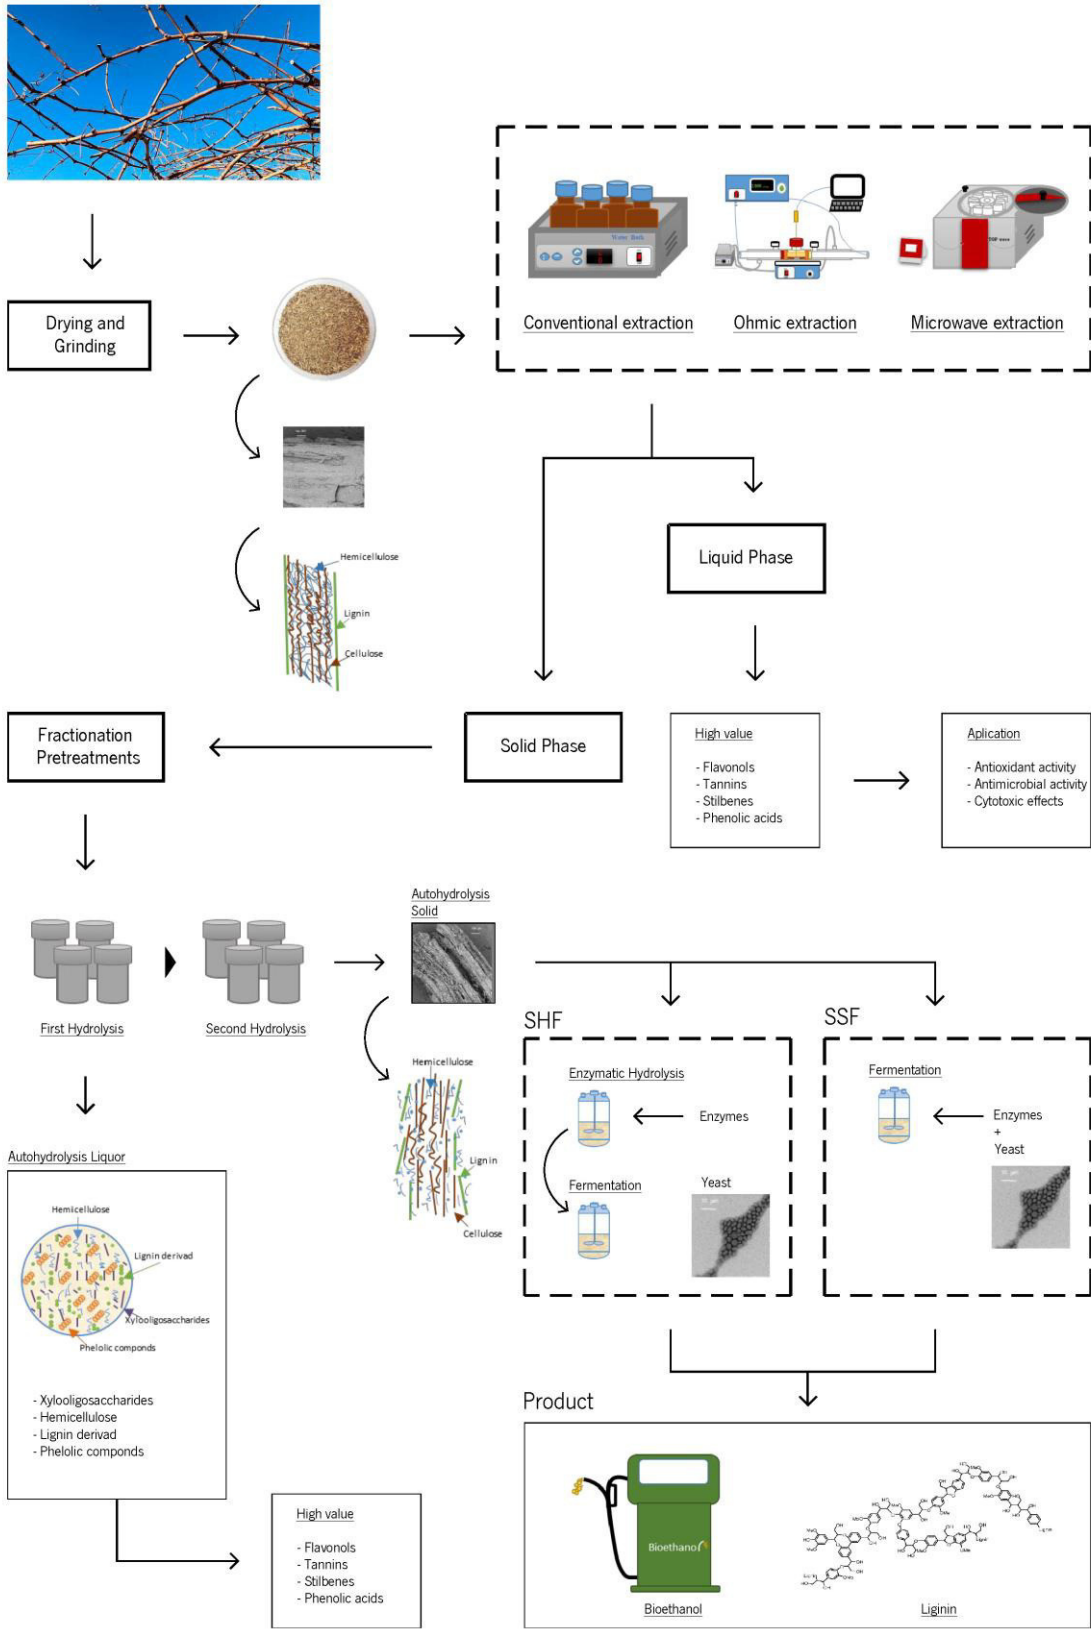 Drying and
Grinding
Water Bath
Conventional extraction
Ohmic extraction
Microwave extraction
Hemicellulose
Lignin
Cellulose
Liquid Phase
Fractionation
Pretreatments
Solid Phase
High value
- Flavonols
- Tannins
- Stilbenes
- Phenolic acids
Aplication
- Antioxidant activity
- Antimicrobial activity
- Cytotoxic effects
First Hydrolysis
Second Hydrolysis
Autohydrolysis
Solid
Hemicellulose
Lignin
Cellulose
SHF
Enzymatic Hydrolysis
Enzymes
Fermentation
Yeast
SSF
Fermentation
Enzymes
+
Yeast
Autohydrolysis Liquor
Hemicellulose
Lignin derivad
Xylooligosaccharides
Phelolic componds
- Xylooligosaccharids
- Hemicellulose
- Lignin derivad
- Phelolic componds
High value
- Flavonols
- Tannins
- Stilbenes
- Phenolic acids
Product
Bioethanol
Bioethanol
Liginin